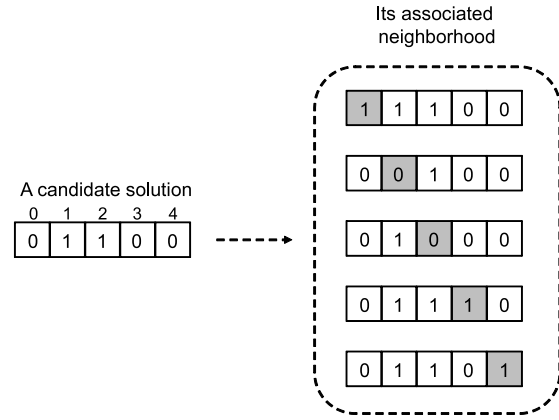 Its associated
neighborhood
1 1 1 0 0
0 0 1 0 0
A candidate solution
0 1 2 3 4
0 1 1 0 0
0 1 0 0 0
0 1 1 1 0
0 1 1 0 1